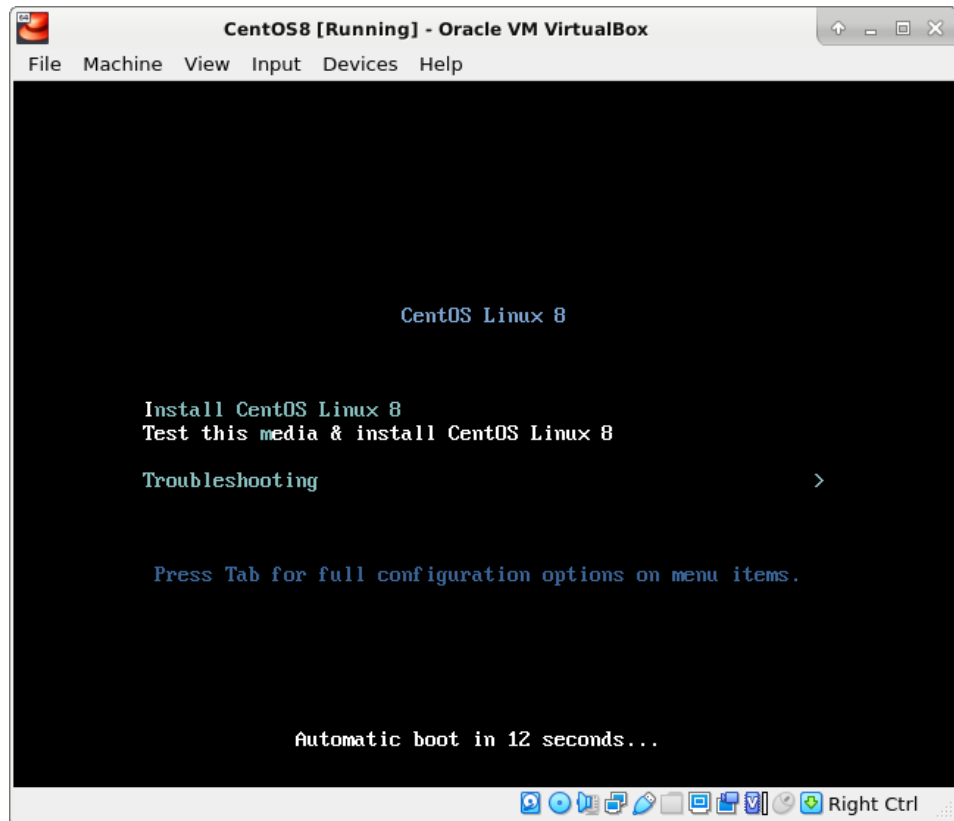 64
CentOS8 [Running] - Oracle VM VirtualBox
File Machine View Input Devices Help
CentOS Linux 8
Install CentOS Linux 8
Test this media & install CentOS Linux 8
Troubleshooting >
Press Tab for full configuration options on menu items.
Automatic boot in 12 seconds...
Right Ctrl